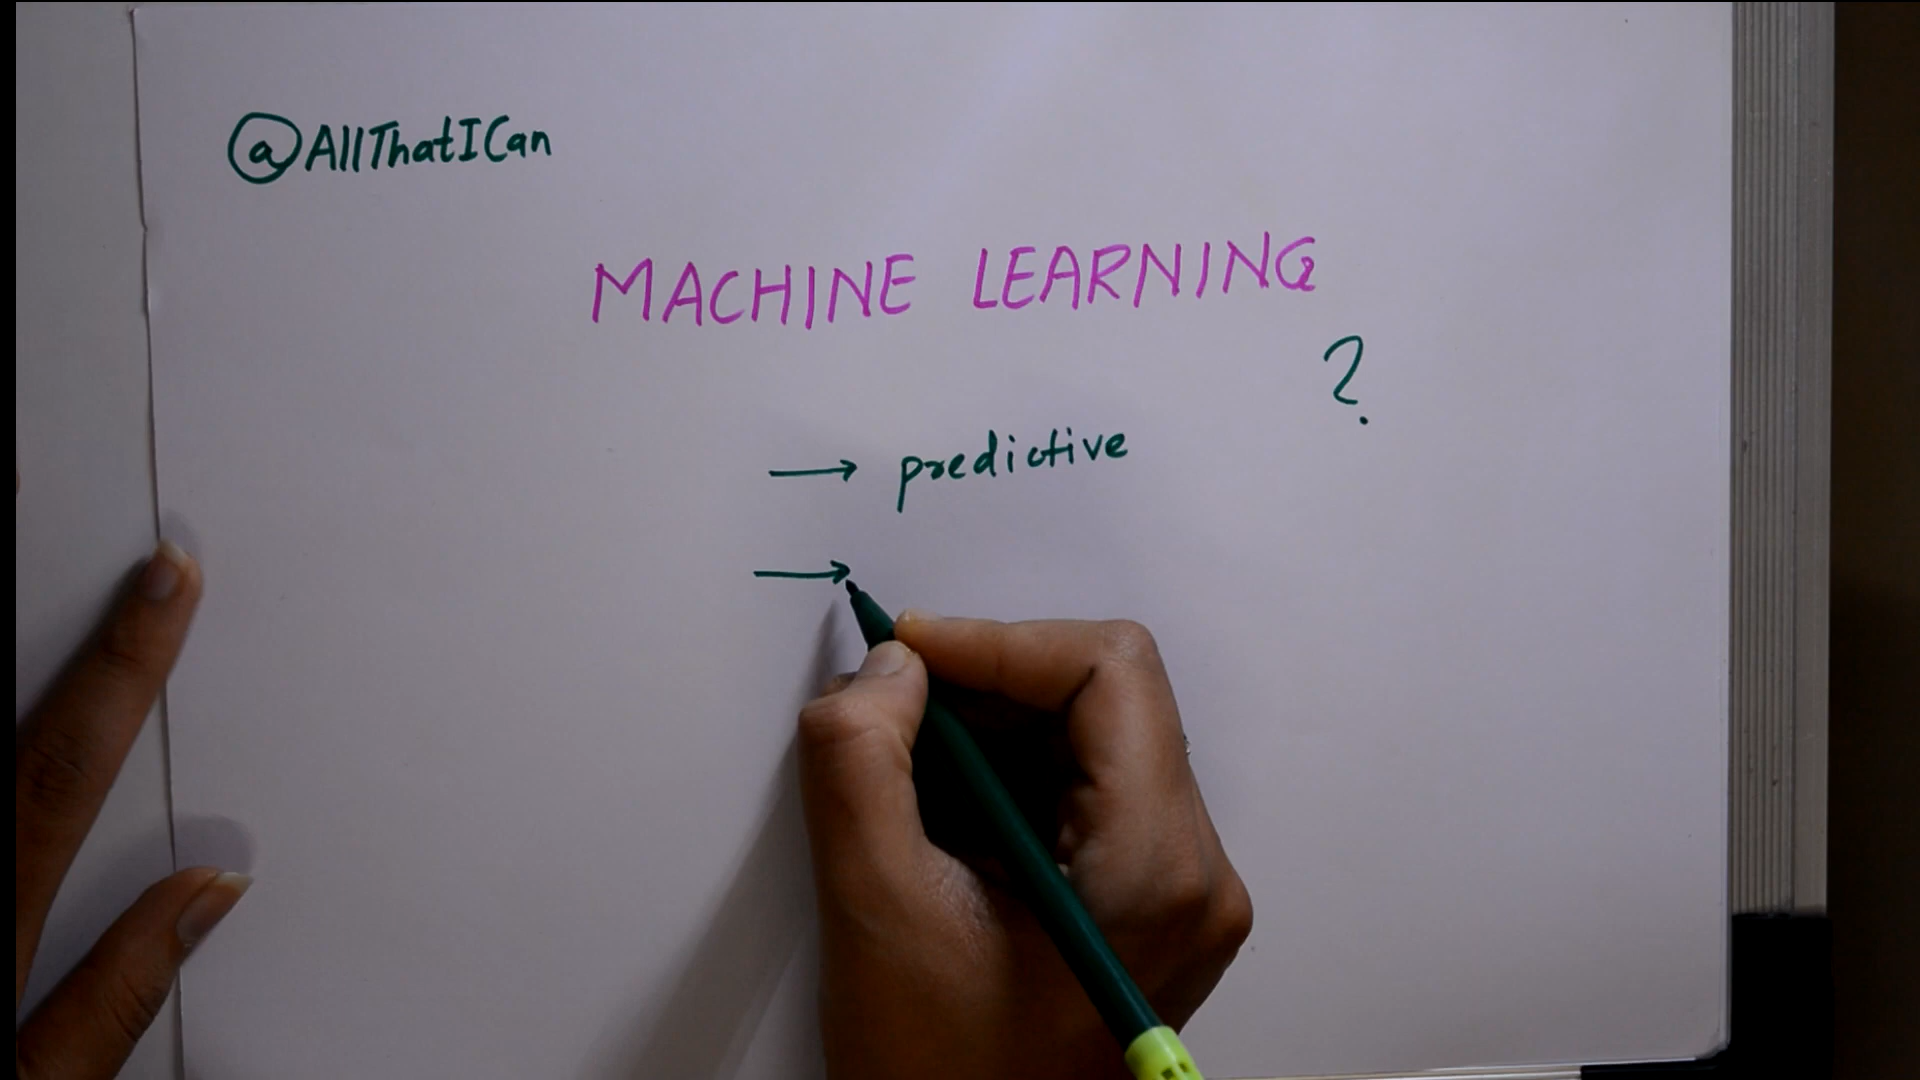 @AllThatICan
MACHINE LEARNING
?
→ predictive
→